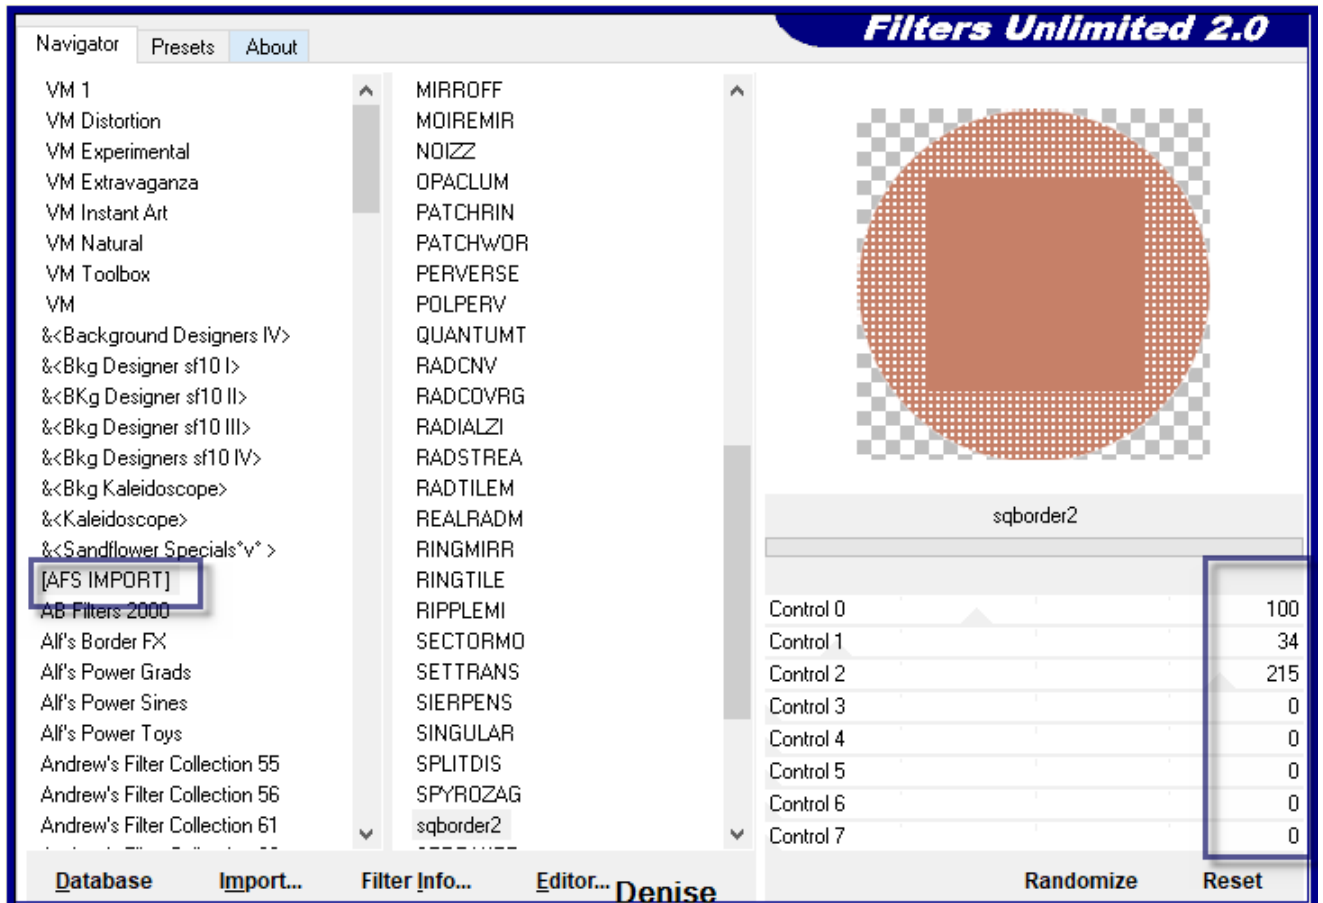 Filters Unlimited 2.0
Navigator
Presets
About
VM 1
VM Distortion
VM Experimental
VM Extravaganza
VM Instant Art
VM Natural
VM Toolbox
VM
&<Background Designers IV>
&<Bkg Designer sf10 I>
&<BKg Designer sf10 II>
&<Bkg Designer sf10 III>
&<Bkg Designers sf10 IV>
&<Bkg Kaleidoscope>
&<Kaleidoscope>
&<Sandflower Specials°v° >
[AFS IMPORT]
AB Filters 2000
Alf's Border FX
Alf's Power Grads
Alf's Power Sines
Alf's Power Toys
Andrew's Filter Collection 55
Andrew's Filter Collection 56
Andrew's Filter Collection 61
MIRROFF
MOIREMIR
NOIZZ
OPACLUM
PATCHRIN
PATCHWOR
PERVERSE
POLPERV
QUANTUMT
RADCNV
RADCOVRG
RADIALZI
RADSTREA
RADTILEM
REALRADM
RINGMIRR
RINGTILE
RIPPLEMI
SECTORMO
SETTRANS
SIERPENS
SINGULAR
SPLITDIS
SPYROZAG
sqborder2
sqborder2
Control 0 100
Control 1 34
Control 2 215
Control 3 0
Control 4 0
Control 5 0
Control 6 0
Control 7 0
Database
Import...
Filter Info...
Editor...
Denise
Randomize
Reset